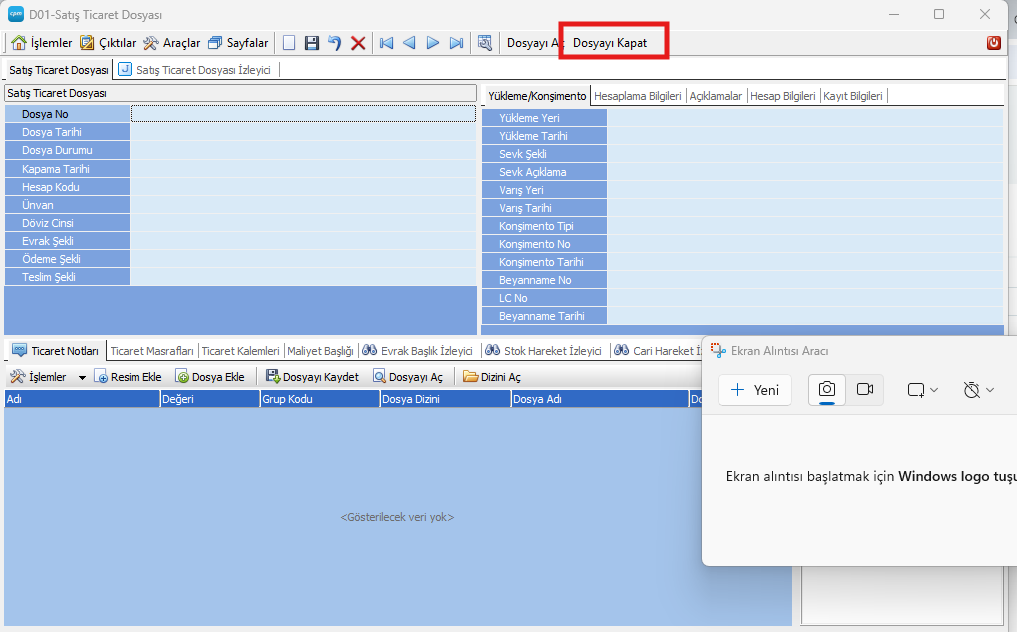 cpm D01-Satış Ticaret Dosyası
İşlemler Çıktılar Araçlar Sayfalar Dosyayı Aç Dosyayı Kapat
Satış Ticaret Dosyası J Satış Ticaret Dosyası İzleyici
Satış Ticaret Dosyası
Dosya No
Dosya Tarihi
Dosya Durumu
Kapama Tarihi
Hesap Kodu
Ünvan
Döviz Cinsi
Evrak Şekli
Ödeme Şekli
Teslim Şekli
Yükleme/Konşimento Hesaplama Bilgileri Açıklamalar Hesap Bilgileri Kayıt Bilgileri
Yükleme Yeri
Yükleme Tarihi
Sevk Şekli
Sevk Açıklama
Varış Yeri
Varış Tarihi
Konşimento Tipi
Konşimento No
Konşimento Tarihi
Beyanname No
LC No
Beyanname Tarihi
Ticaret Notları Ticaret Masrafları Ticaret Kalemleri Maliyet Başlığı Evrak Başlık İzleyici Stok Hareket İzleyici Cari Hareket İ
İşlemler Resim Ekle Dosya Ekle Dosyayı Kaydet Dosyayı Aç Dizini Aç
Adı Değeri Grup Kodu Dosya Dizini Dosya Adı Do
<Gösterilecek veri yok>
Ekran Alıntısı Aracı
Yeni
Ekran alıntısı başlatmak için Windows logo tuşu